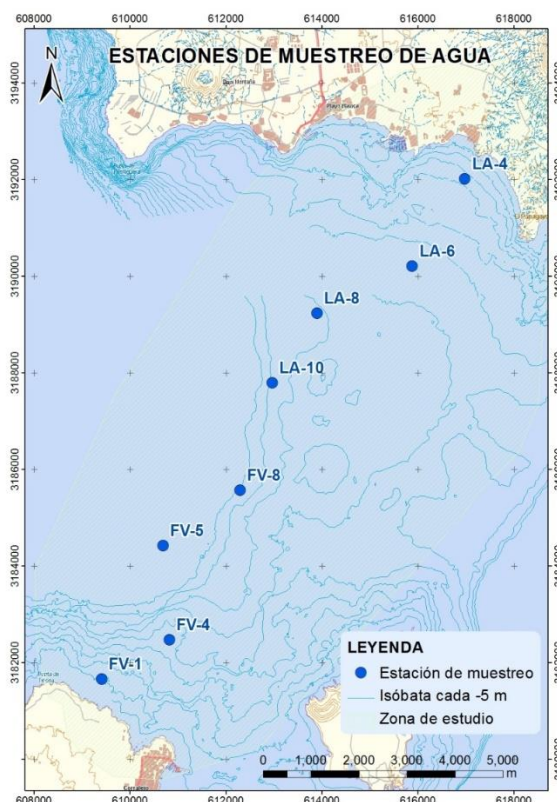 608000 610000 612000 614000 616000 618000
ESTACIONES DE MUESTREO DE AGUA
N
3194000
3192000
3190000
3188000
3186000
3184000
3182000
Playa Blanca
LA-4
LA-6
LA-8
LA-10
FV-8
FV-5
FV-4
FV-1
Corralejo
LEYENDA
Estación de muestreo
Isóbata cada -5 m
Zona de estudio
0 1,000 2,000 3,000 4,000 5,000
m
608000 610000 612000 614000 616000 618000